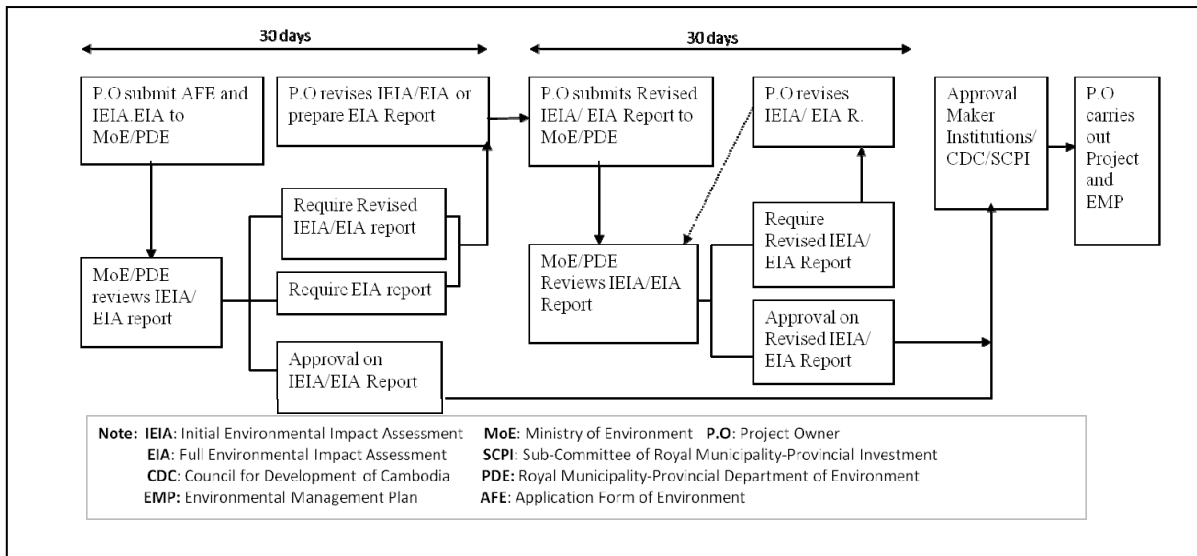 30 days
30 days
P.O submit AFE and
IEIA.EIA to
MoE/PDE
P.O revises IEIA/EIA or
prepare EIA Report
P.O submits Revised
IEIA/ EIA Report to
MoE/PDE
P.O revises
IEIA/ EIA R.
Approval
Maker
Institutions/
CDC/SCPI
P.O
carries
out
Project
and
EMP
MoE/PDE
reviews IEIA/
EIA report
Require Revised
IEIA/EIA report
Require EIA report
Approval on
IEIA/EIA Report
MoE/PDE
Reviews IEIA/EIA
Report
Require
Revised IEIA/
EIA Report
Approval on
Revised IEIA/
EIA Report
Note: IEIA: Initial Environmental Impact Assessment MoE: Ministry of Environment P.O: Project Owner
EIA: Full Environmental Impact Assessment SCPI: Sub-Committee of Royal Municipality-Provincial Investment
CDC: Council for Development of Cambodia PDE: Royal Municipality-Provincial Department of Environment
EMP: Environmental Management Plan AFE: Application Form of Environment